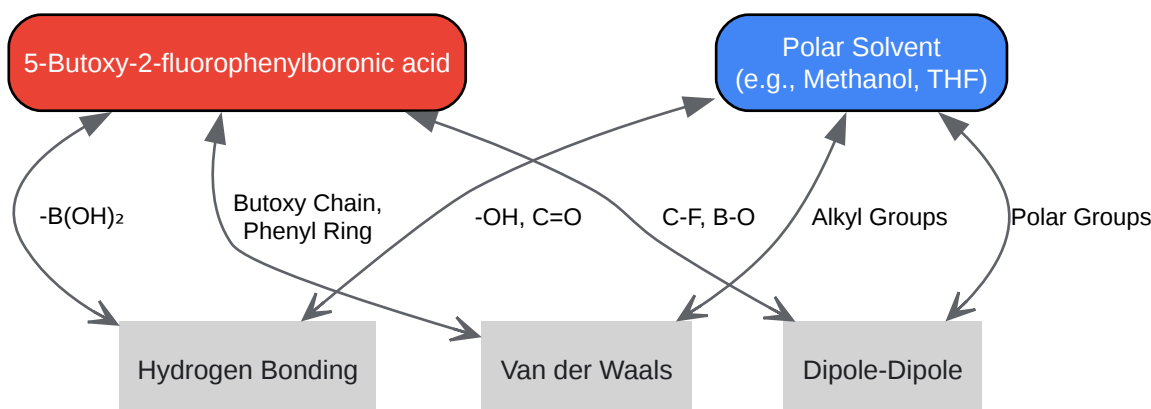 5-Butoxy-2-fluorophenylboronic acid
Polar Solvent
(e.g., Methanol, THF)
-B(OH)₂
Butoxy Chain,
Phenyl Ring
-OH, C=O
C-F, B-O
Alkyl Groups
Polar Groups
Hydrogen Bonding
Van der Waals
Dipole-Dipole